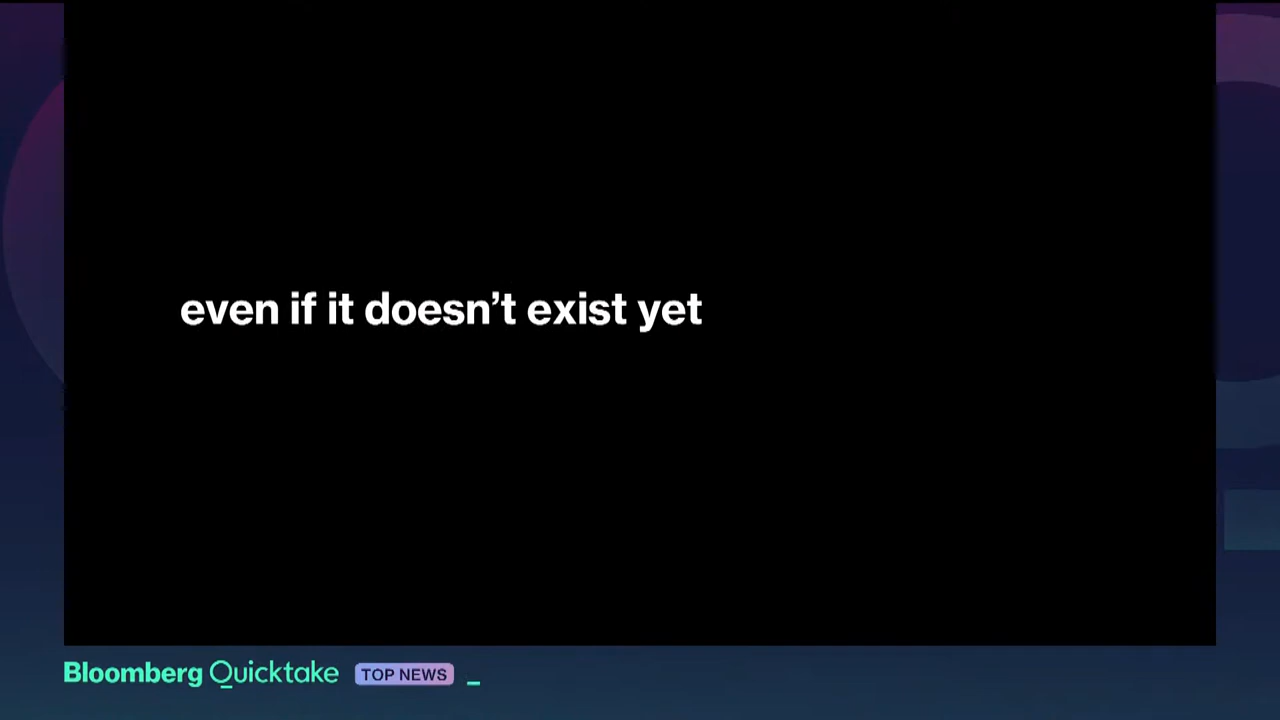 even if it doesn’t exist yet
Bloomberg Quicktake TOP NEWS _